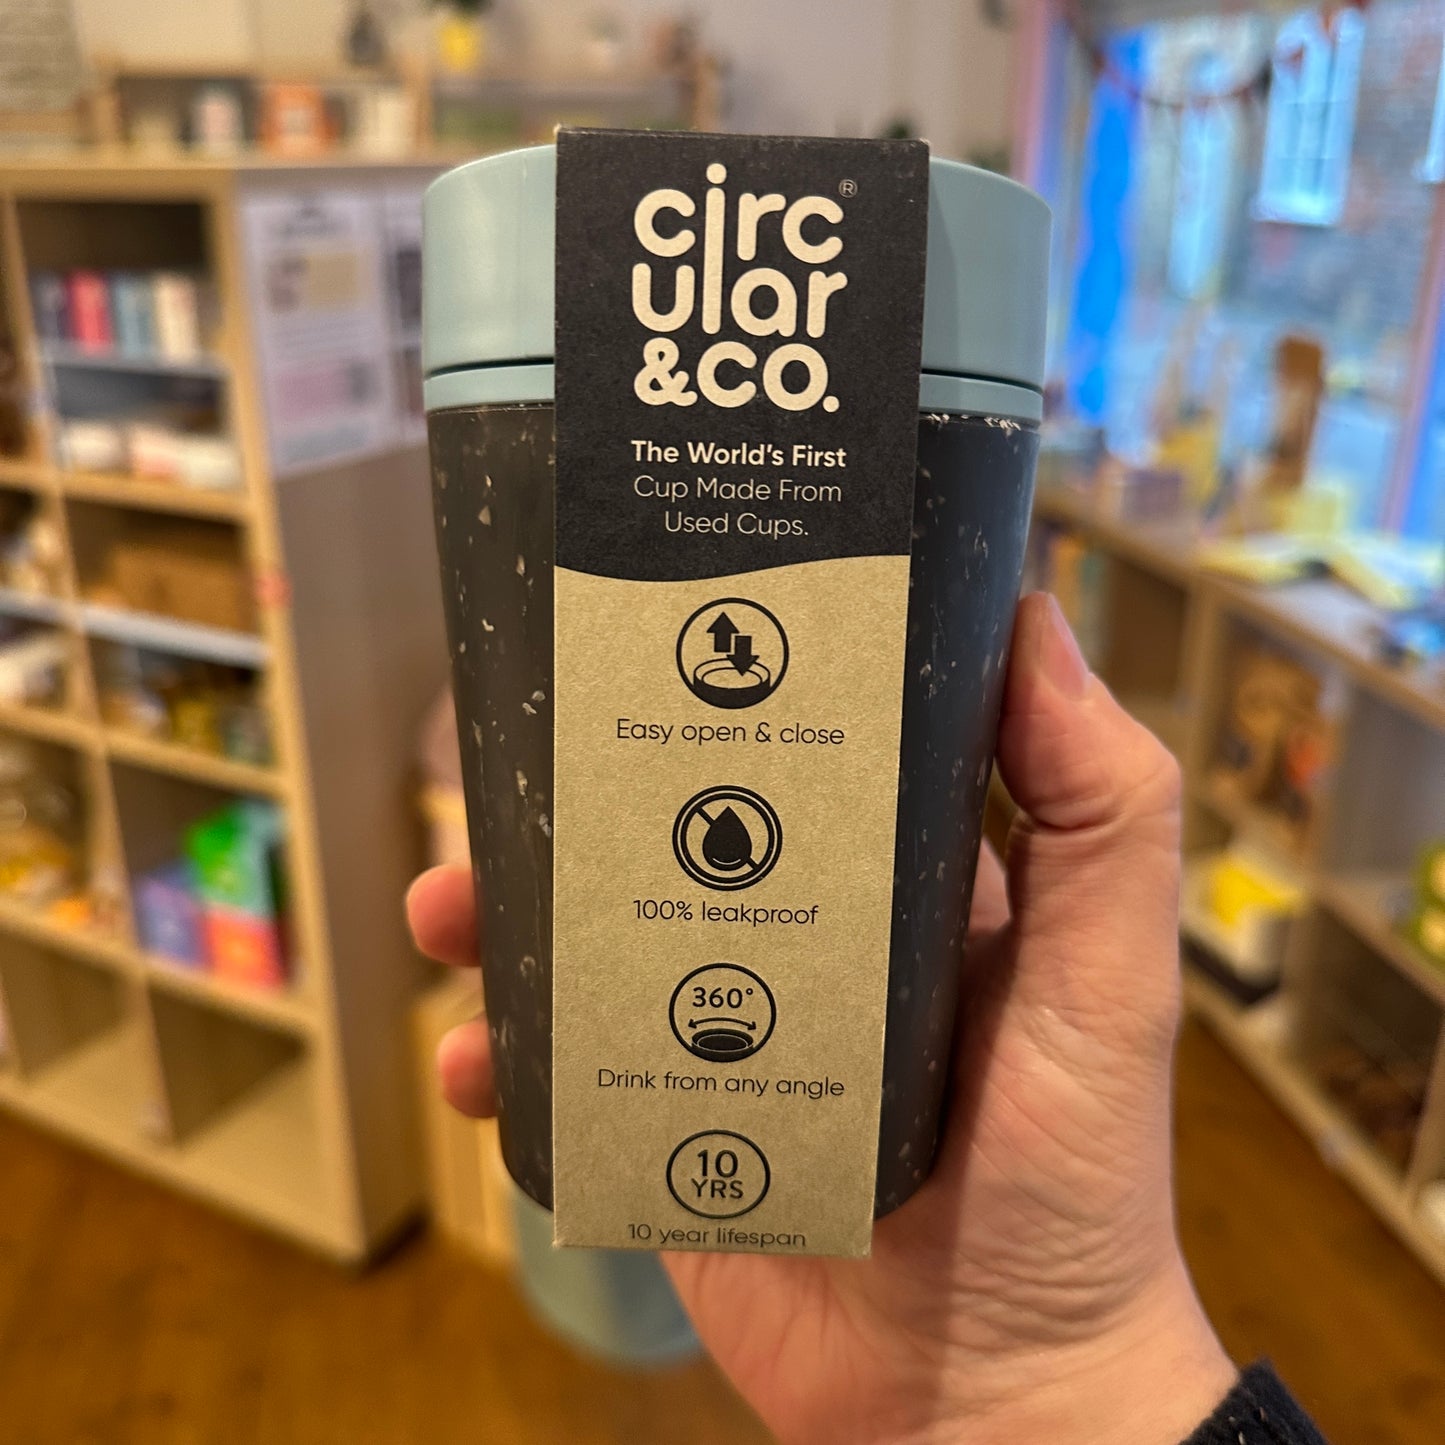 circ®
ular
&CO.
The World's First
Cup Made From
Used Cups.
Easy open & close
100% leakproof
360°
Drink from any angle
10
YRS
10 year lifespan